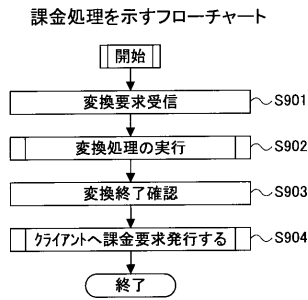 課金処理を示すフローチャート
開始
変換要求受信 S901
変換処理の実行 S902
変換終了確認 S903
クライアントへ課金要求発行する S904
終了